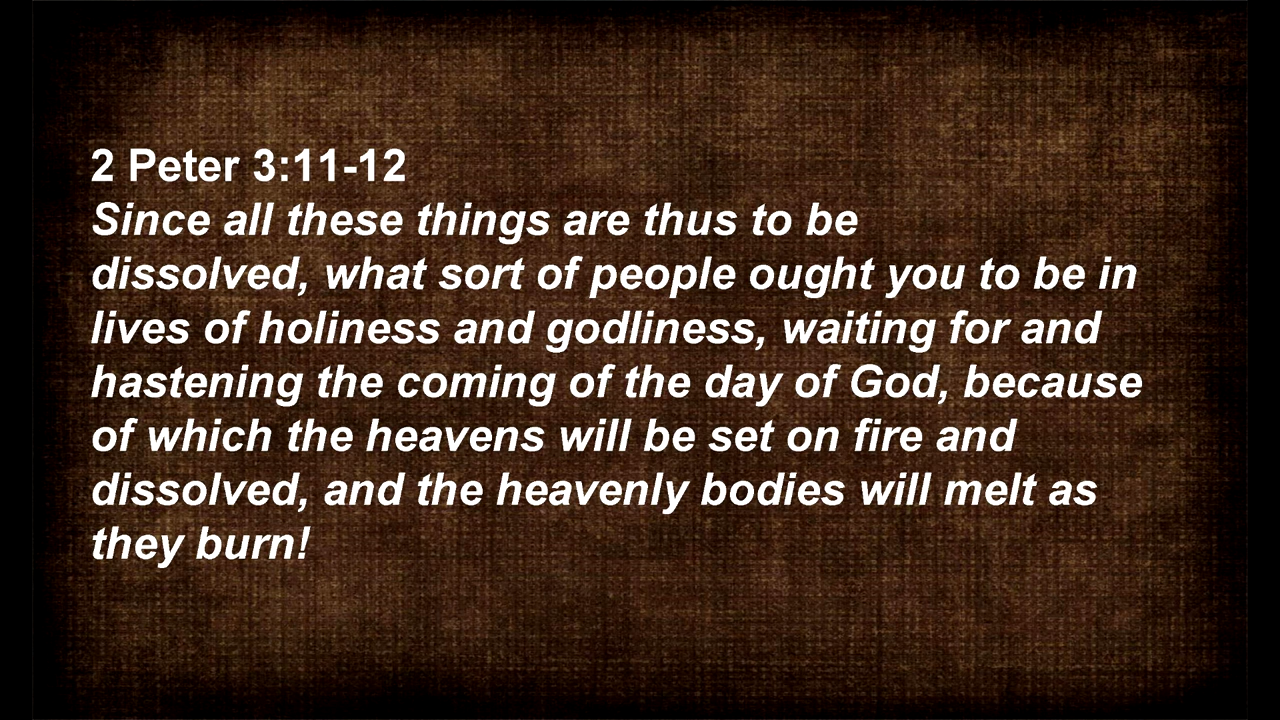 2 Peter 3:11-12
Since all these things are thus to be
dissolved, what sort of people ought you to be in
lives of holiness and godliness, waiting for and
hastening the coming of the day of God, because
of which the heavens will be set on fire and
dissolved, and the heavenly bodies will melt as
they burn!